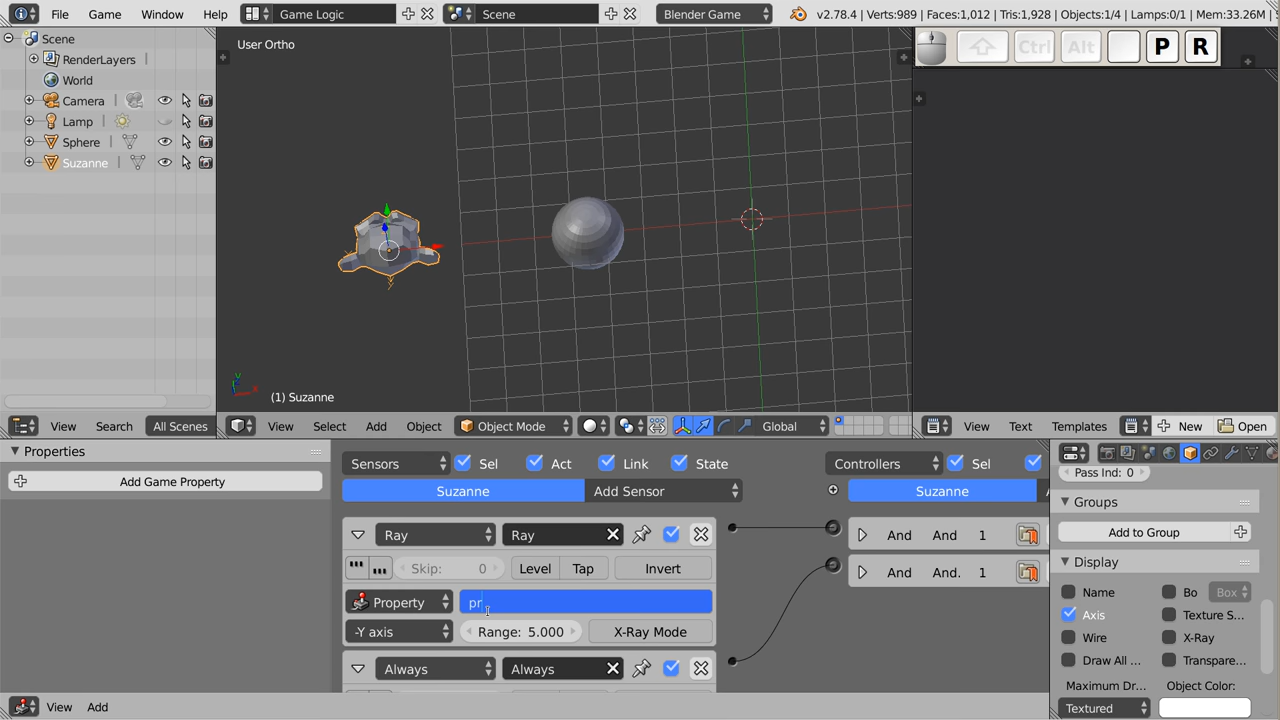 File Game Window Help Game Logic Scene Blender Game v2.78.4 | Verts:989 | Faces:1,012 | Tris:1,928 | Objects:1/4 | Lamps:0/1 | Mem:33.26M |
Scene
RenderLayers
World
Camera
Lamp
Sphere
Suzanne
User Ortho
Ctrl Alt P R
(1) Suzanne
View Search All Scenes
View Select Add Object Object Mode Global
View Text Templates New Open
Properties
Add Game Property
Sensors Sel Act Link State
Suzanne Add Sensor
Controllers Sel
Suzanne
Ray Ray
Skip: 0 Level Tap Invert
Property pr
-Y axis Range: 5.000 X-Ray Mode
Always Always
And And 1
And And. 1
Pass Ind: 0
Groups
Add to Group
Display
Name Bo Box
Axis Texture S...
Wire X-Ray
Draw All ... Transpare...
Maximum Dr... Object Color:
Textured
View Add